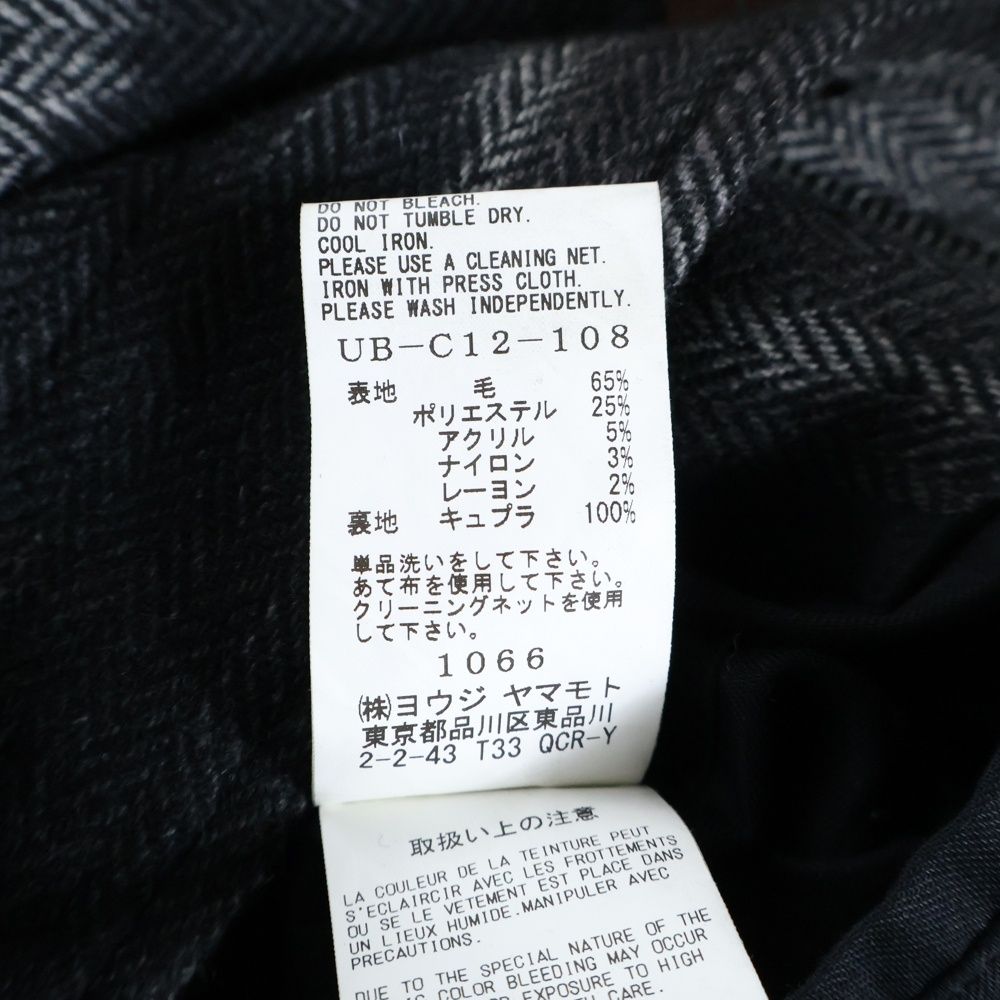 DO NOT BLEACH.
DO NOT TUMBLE DRY.
COOL IRON.
PLEASE USE A CLEANING NET.
IRON WITH PRESS CLOTH.
PLEASE WASH INDEPENDENTLY.
UB-C12-108
表地 毛 65%
ポリエステル 25%
アクリル 5%
ナイロン 3%
レーヨン 2%
裏地 キュプラ 100%
単品洗いをして下さい。
あて布を使用して下さい。
クリーニングネットを使用
して下さい。
1066
㈱ヨウジ ヤマモト
東京都品川区東品川
2-2-43 T33 QCR-Y
取扱い上の注意
LA COULEUR DE LA TEINTURE PEUT
S'ECLAIRCIR AVEC LES FROTTEMENTS
OU SE LE VETEMENT EST PLACE DANS
UN LIEUX HUMIDE.MANIPULER AVEC
PRECAUTIONS.
DUE TO THE SPECIAL NATURE OF THE
COLOR BLEEDING MAY OCCUR
OR EXPOSURE TO HIGH
CARE.